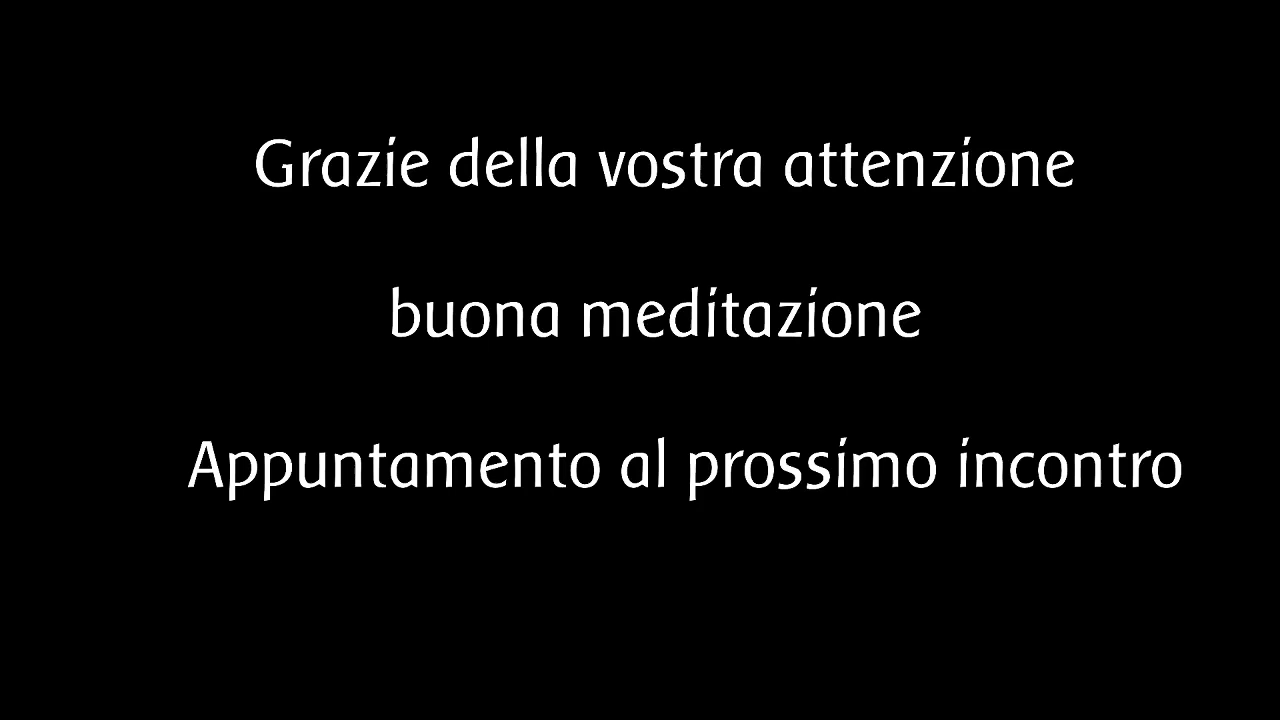 Grazie della vostra attenzione
buona meditazione
Appuntamento al prossimo incontro